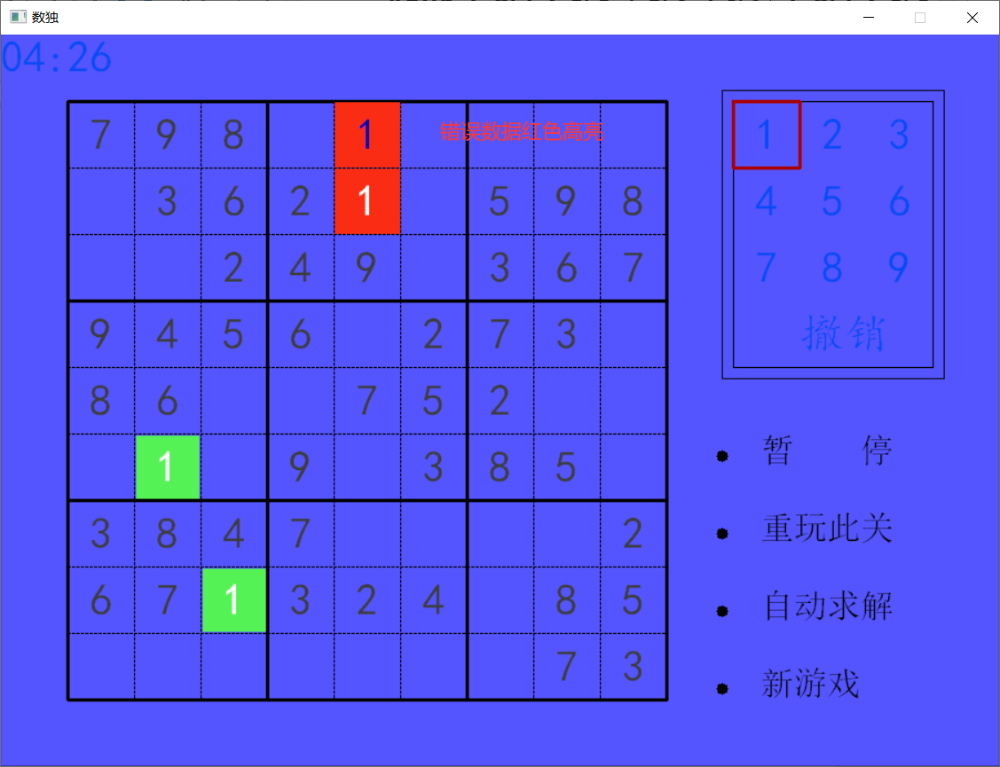 数独
04:26
7 9 8 1 错误数据红色高亮
3 6 2 1 5 9 8
2 4 9 3 6 7
9 4 5 6 2 7 3
8 6 7 5 2
1 9 3 8 5
3 8 4 7 2
6 7 1 3 2 4 8 5
7 3
1 2 3
4 5 6
7 8 9
撤销
暂 停
重玩此关
自动求解
新游戏